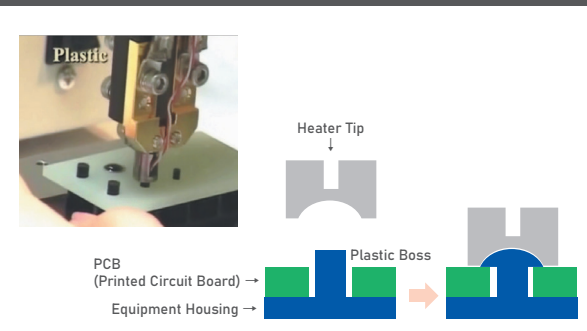 Plastic
Heater Tip
Plastic Boss
PCB
(Printed Circuit Board)
Equipment Housing